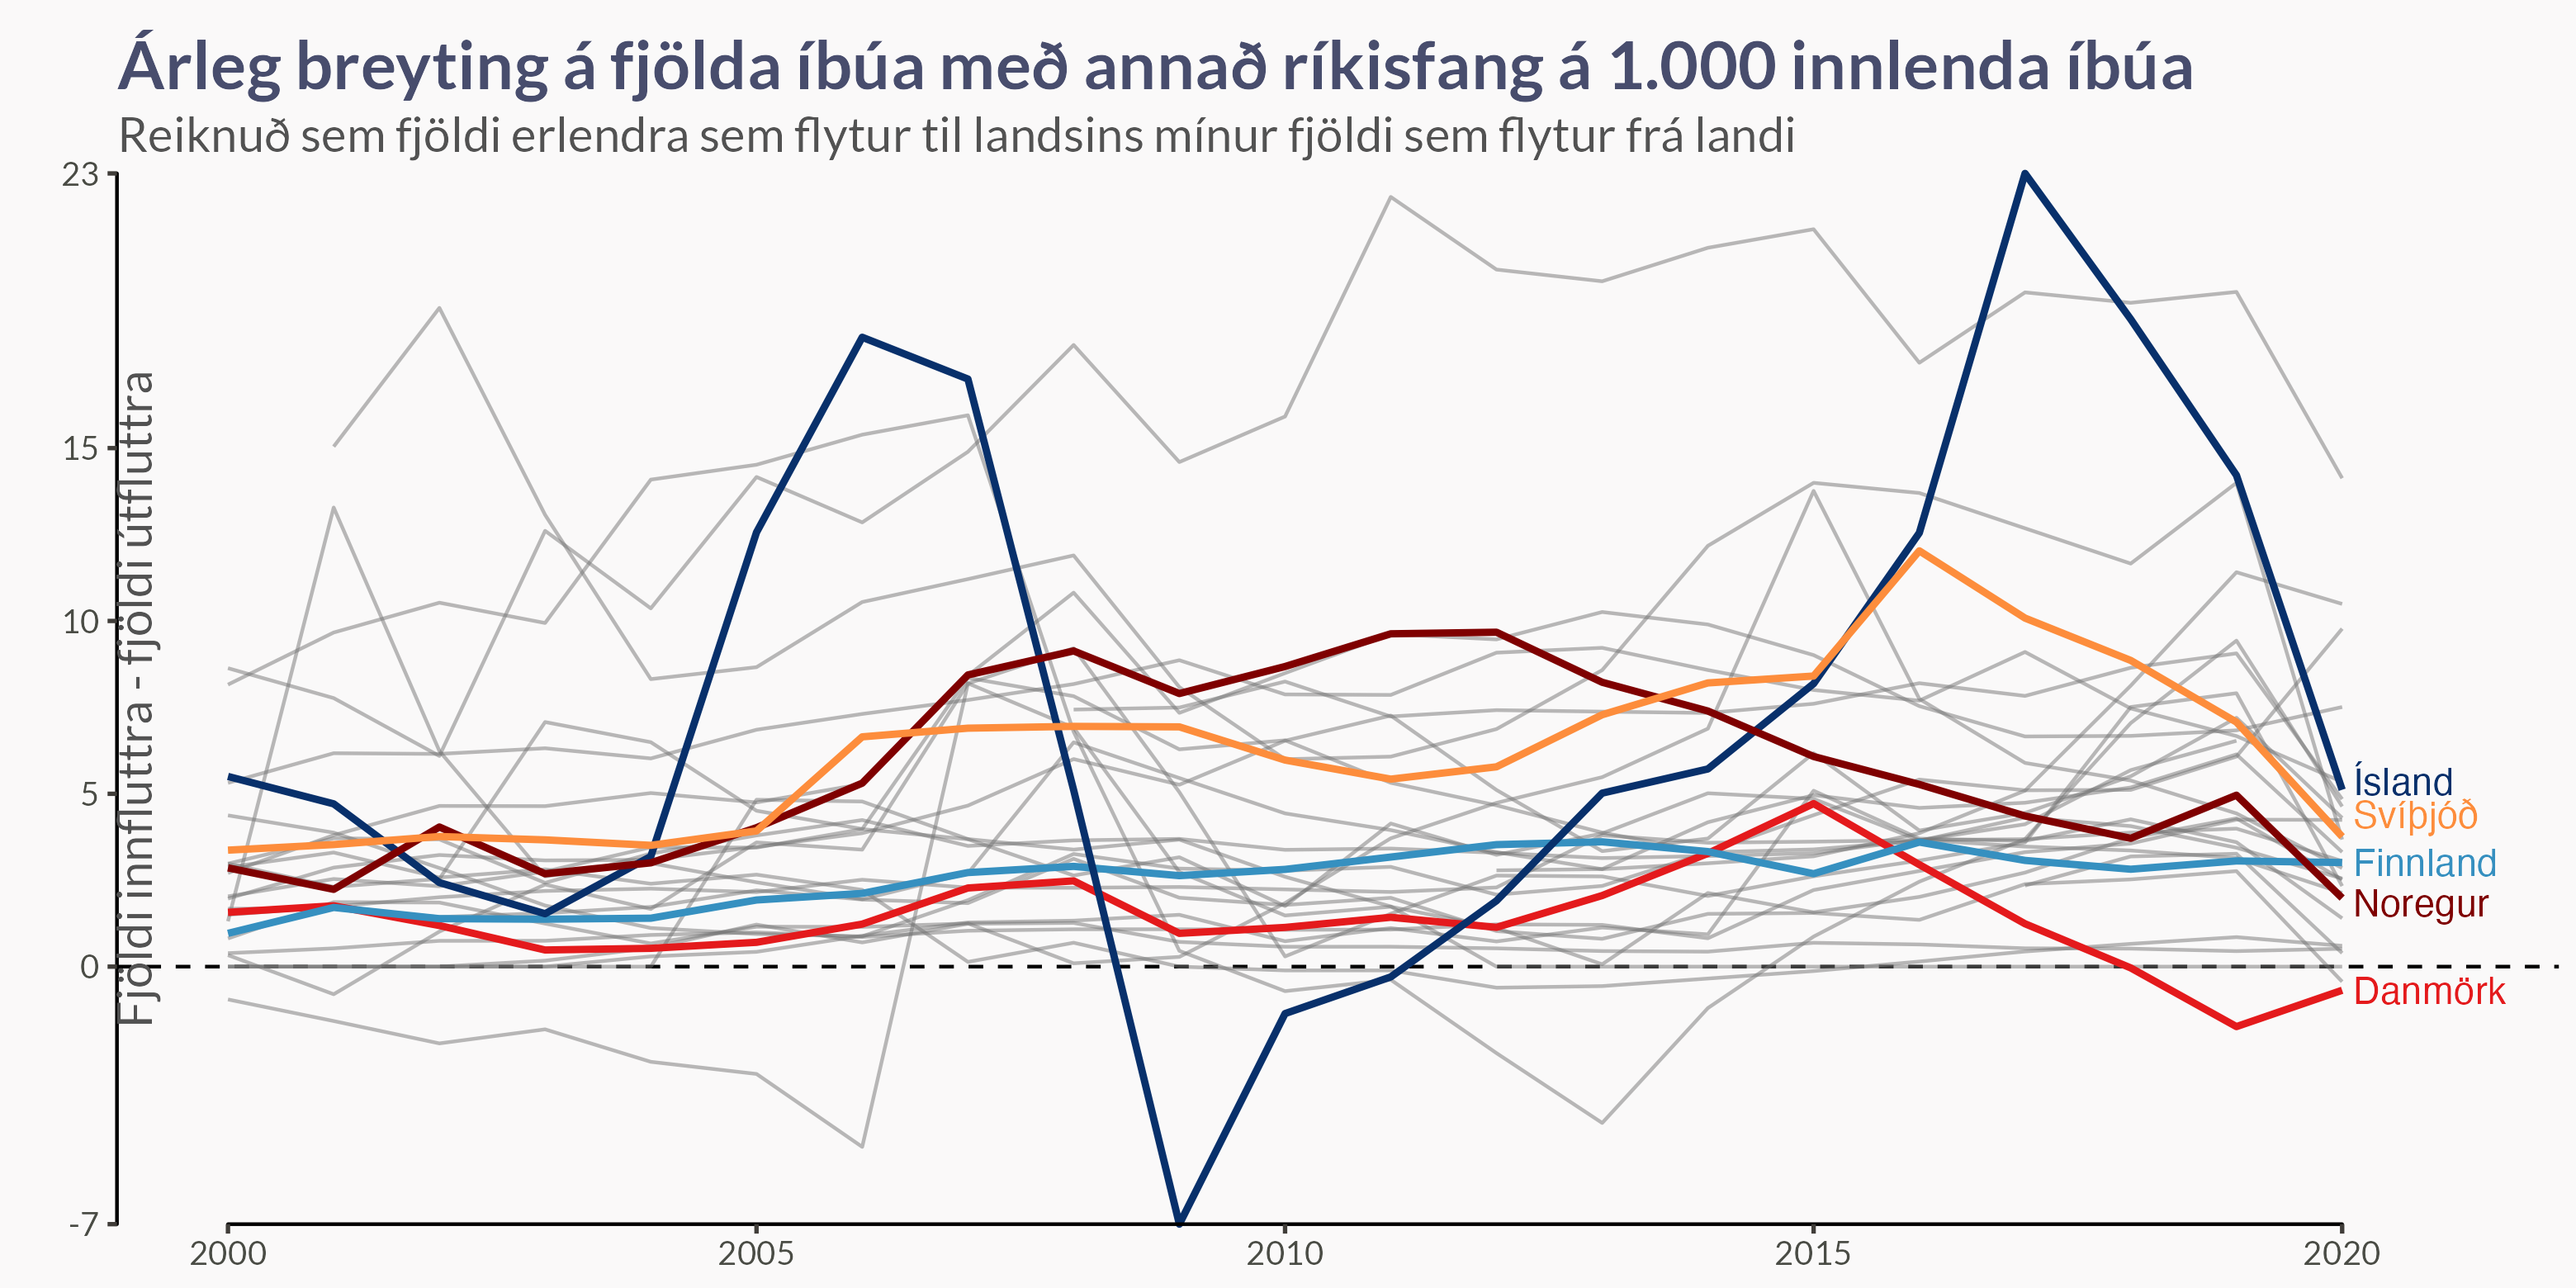 Árleg breyting á fjölda íbúa með annað ríkisfang á 1.000 innlenda íbúa
Reiknuð sem fjöldi erlendra sem flytur til landsins mínur fjöldi sem flytur frá landi
Fjöldi innfluttra - fjöldi útfluttra
23
15
10
5
0
-7
2000
2005
2010
2015
2020
Ísland
Svíþjóð
Finnland
Noregur
Danmörk